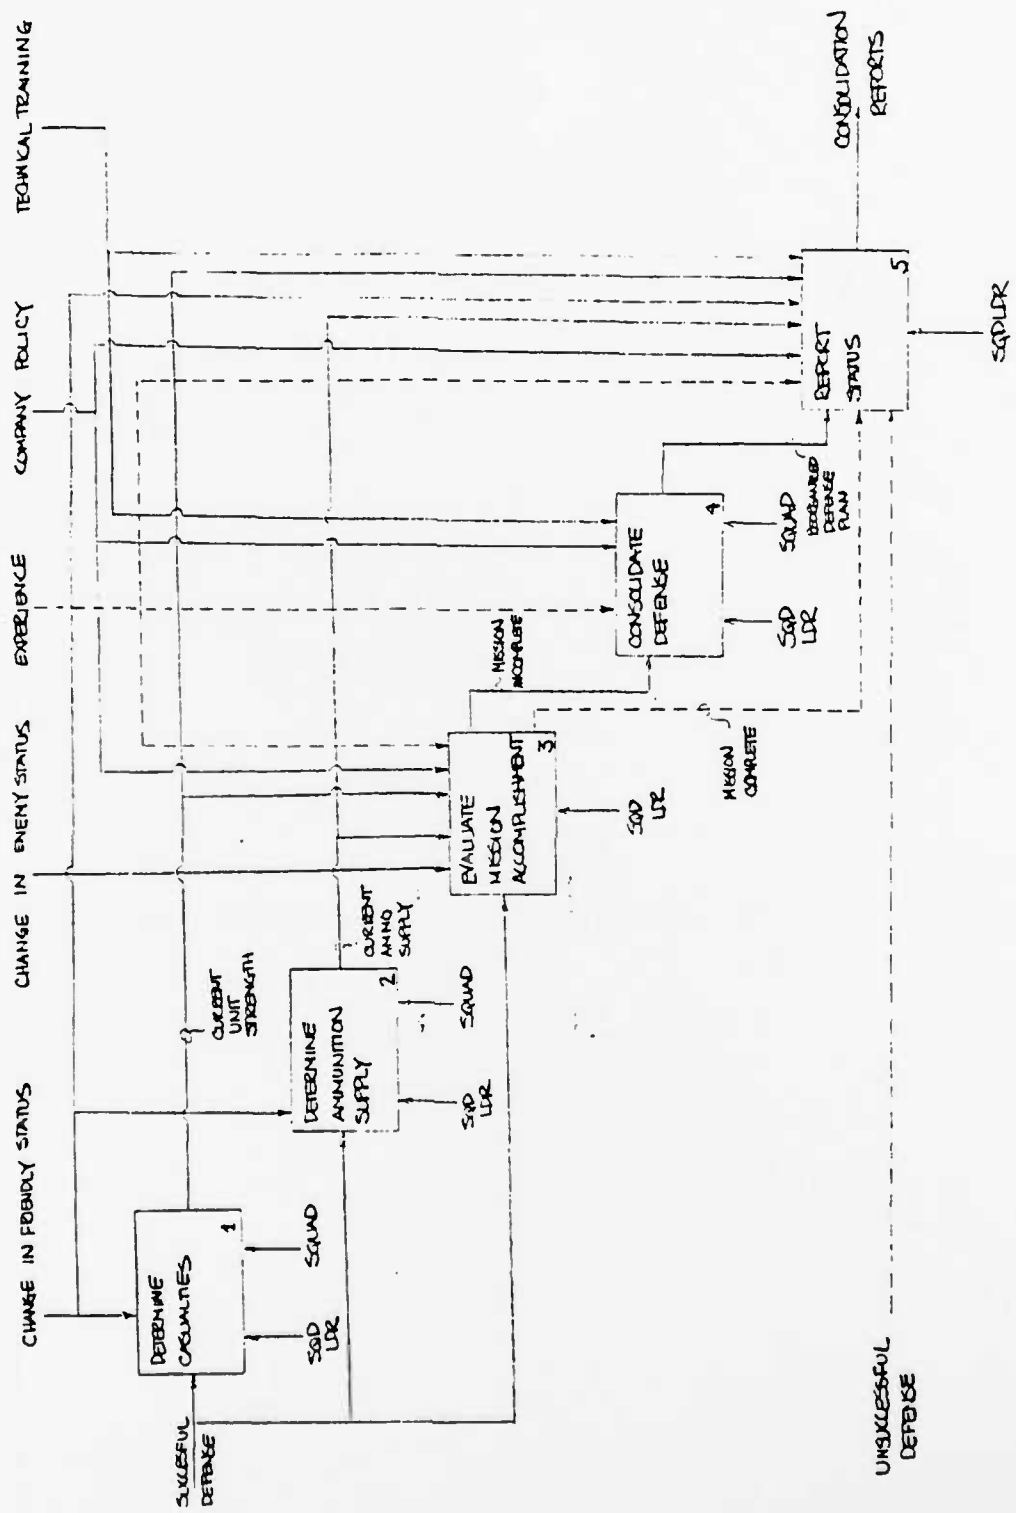 CHANGE IN FRIENDLY STATUS
CHANGE IN ENEMY STATUS
EXPERIENCE
COMPANY POLICY
TECHNICAL TRAINING
SUCCESFUL
DEFENSE
DETERMINE
CASUALTIES
1
SQD
LDR
SQUAD
CURRENT
UNIT
STRENGTH
DETERMINE
AMMUNITION
SUPPLY
2
SQD
LDR
SQUAD
CURRENT
AMMO
SUPPLY
EVALUATE
MISSION
ACCOMPLISHMENT
3
SQD
LDR
MISSION
INCOMPLETE
MISSION
COMPLETE
CONSOLIDATE
DEFENSE
4
SQD
LDR
SQUAD
REORGANIZED
DEFENSE
PLAN
REPORT
STATUS
5
SQD LDR
CONSOLIDATION
REPORTS
UNSUCCESSFUL
DEFENSE